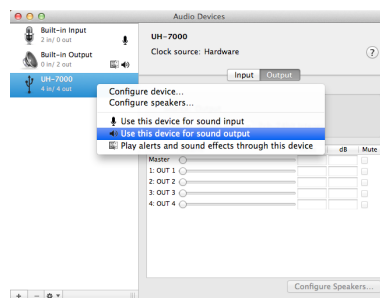 Audio Devices
Built-in Input
2 in/ 0 out
Built-in Output
0 in/ 2 out
UH-7000
4 in/ 4 out
UH-7000
Clock source: Hardware
?
Input Output
Configure device...
Configure speakers...
Use this device for sound input
Use this device for sound output
Play alerts and sound effects through this device
dB Mute
Master
1: OUT 1
2: OUT 2
3: OUT 3
4: OUT 4
Configure Speakers...